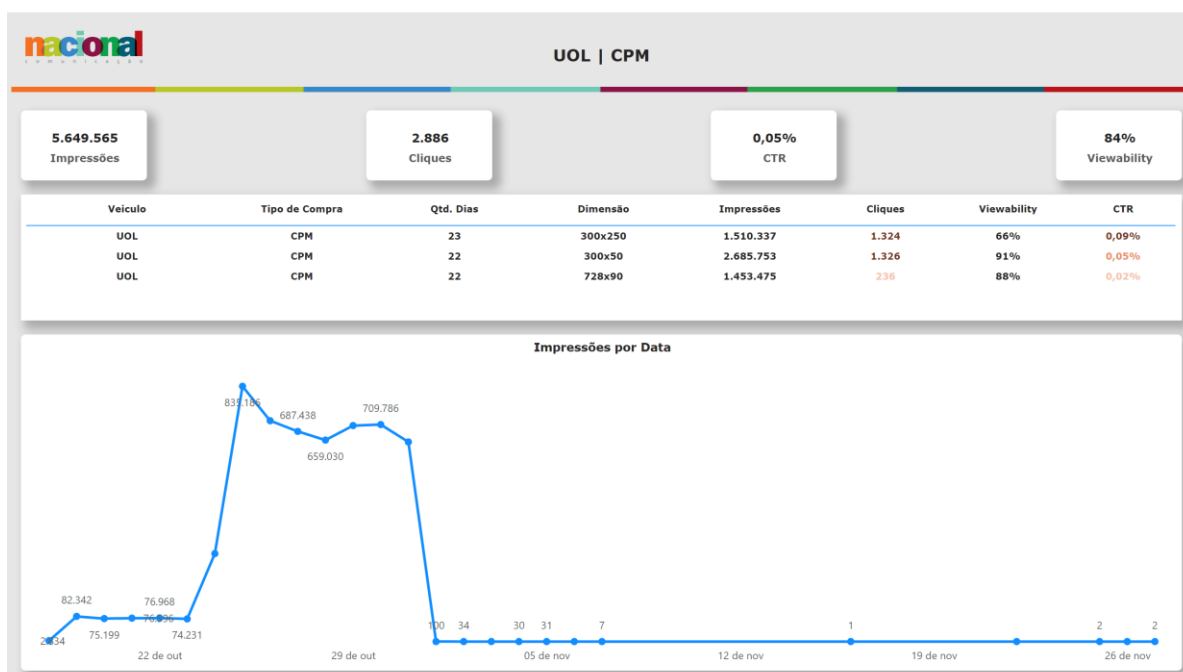 nacional
comunicação
UOL | CPM
5.649.565
Impressões
2.886
Cliques
0,05%
CTR
84%
Viewability
Veículo Tipo de Compra Qtd. Dias Dimensão Impressões Cliques Viewability CTR
UOL CPM 23 300x250 1.510.337 1.324 66% 0,09%
UOL CPM 22 300x50 2.685.753 1.326 91% 0,05%
UOL CPM 22 728x90 1.453.475 236 88% 0,02%
Impressões por Data
687.438 709.786
659.030
82.342 76.968
75.199 74.231
100 34 30 31 7 1 2 2
22 de out 29 de out 05 de nov 12 de nov 19 de nov 26 de nov